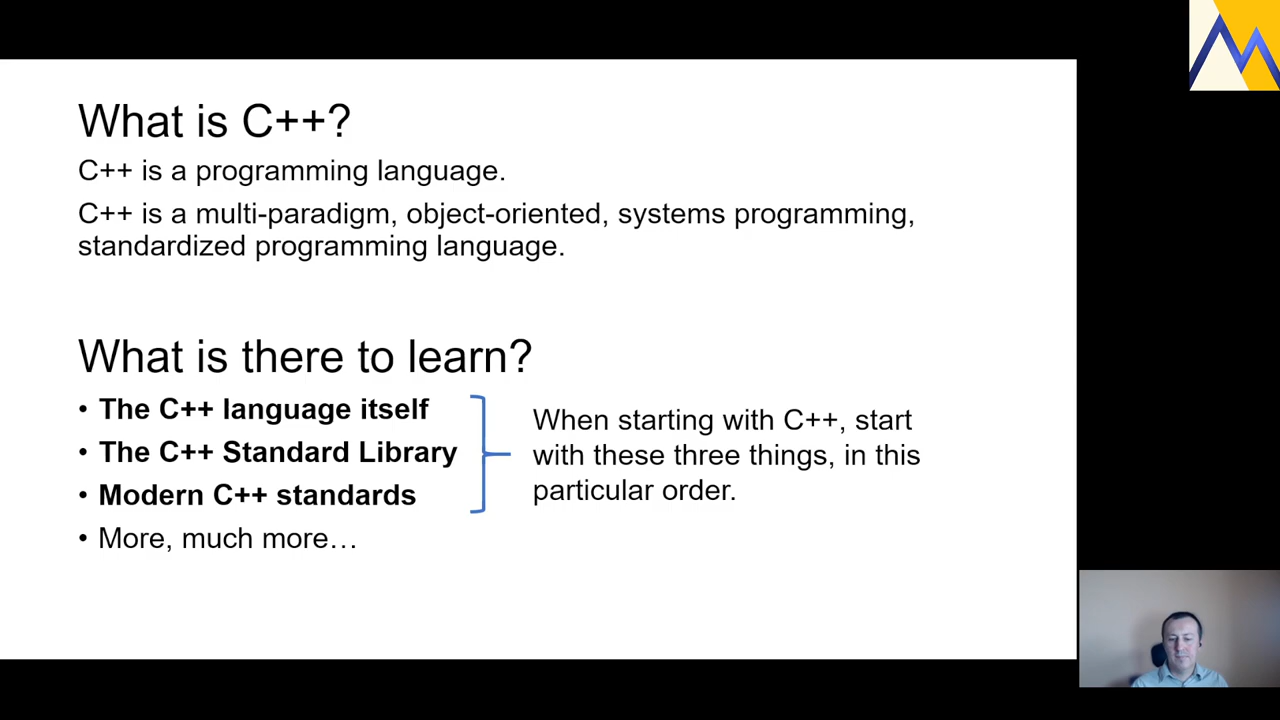 What is C++?
C++ is a programming language.
C++ is a multi-paradigm, object-oriented, systems programming,
standardized programming language.
What is there to learn?
• The C++ language itself
• The C++ Standard Library
• Modern C++ standards
• More, much more…
When starting with C++, start
with these three things, in this
particular order.